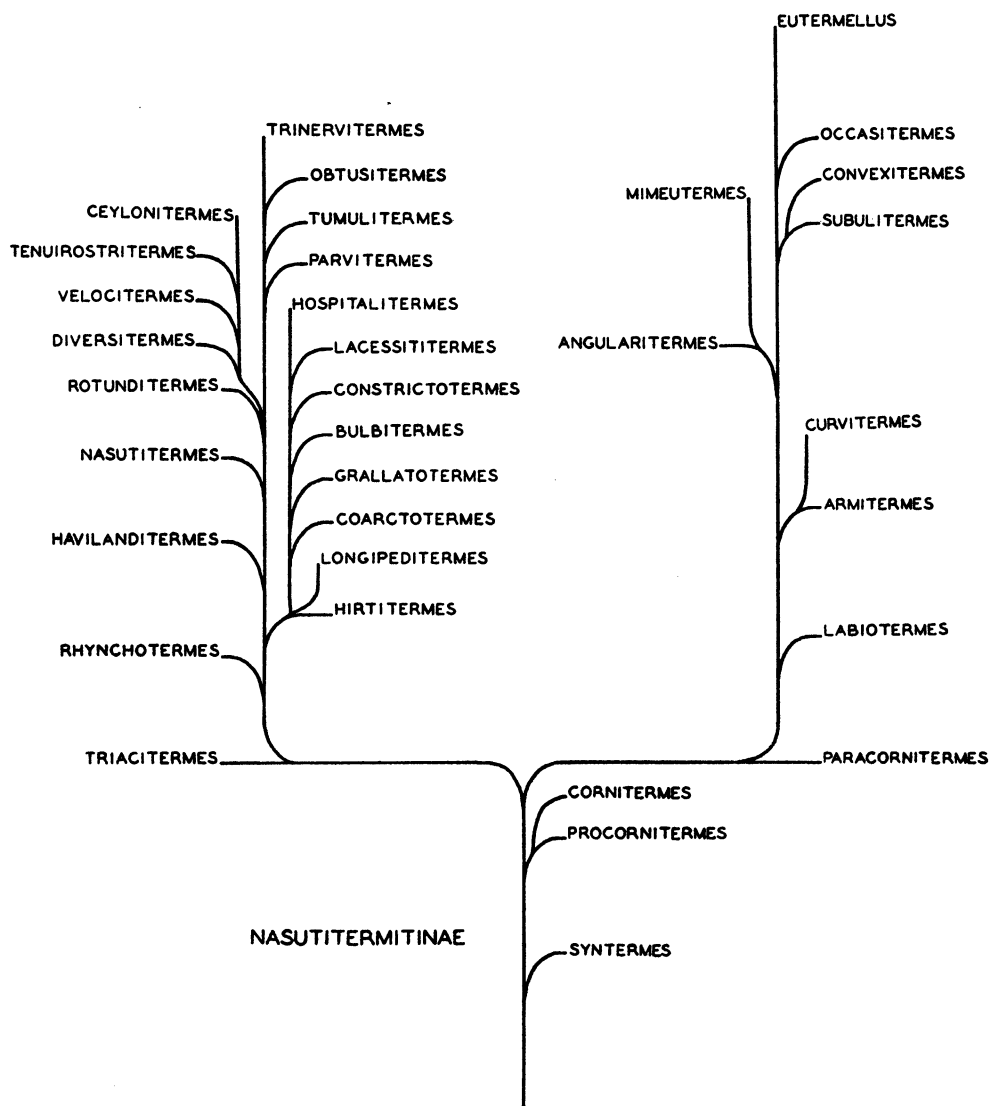 EUTERMELLUS
TRINERVITERMES
OCCASITERMES
OBTUSITERMES
CONVEXITERMES
MIMEUTERMES
CEYLONITERMES
TUMULITERMES
SUBULITERMES
TENUIROSTRITERMES
PARVITERMES
VELOCITERMES
HOSPITALITERMES
DIVERSITERMES
LACESSITITERMES
ANGULARITERMES
ROTUNDITERMES
CONSTRICTOTERMES
CURVITERMES
BULBITERMES
NASUTITERMES
GRALLATOTERMES
ARMITERMES
COARCTOTERMES
HAVILANDITERMES
LONGIPEDITERMES
HIRTITERMES
LABIOTERMES
RHYNCHOTERMES
TRIACITERMES
PARACORNITERMES
CORNITERMES
PROCORNITERMES
NASUTITERMITINAE
SYNTERMES